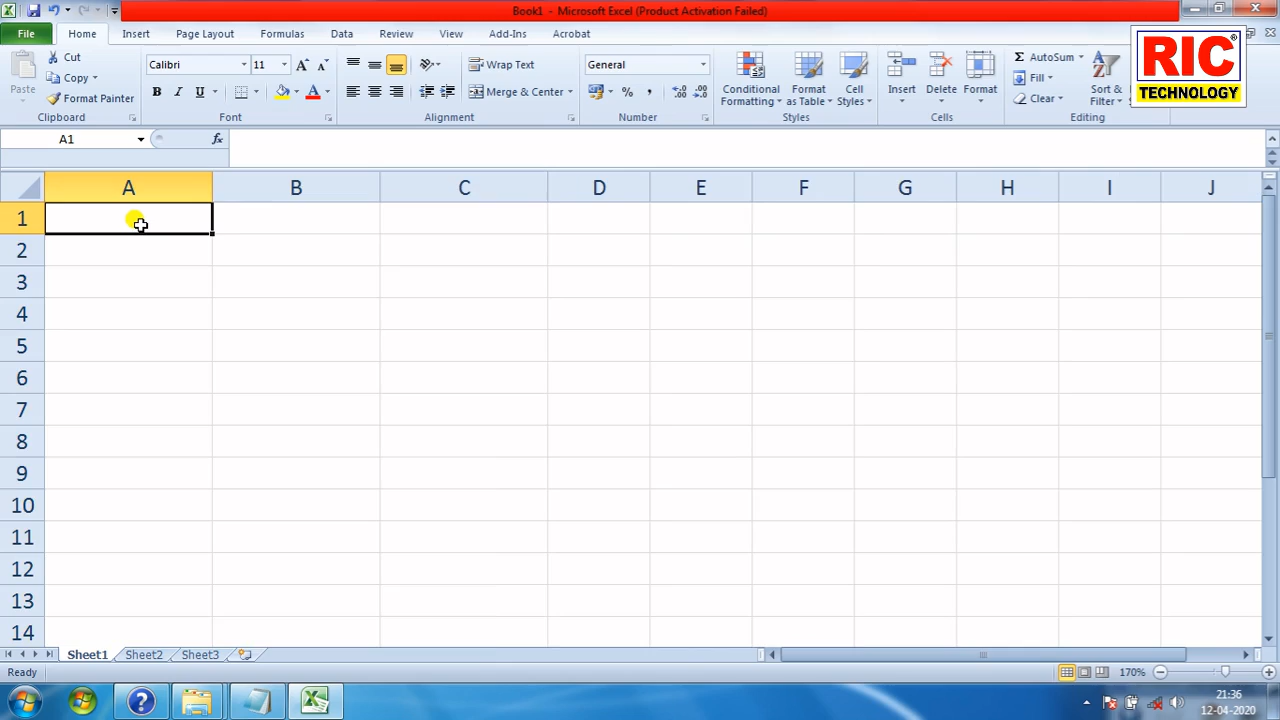 Book1 - Microsoft Excel (Product Activation Failed)
File Home Insert Page Layout Formulas Data Review View Add-Ins Acrobat
RIC®
TECHNOLOGY
Paste
Cut
Copy
Format Painter
Clipboard
Calibri 11
B I U A
Font
Wrap Text
Merge & Center
Alignment
General
% ,
Number
Conditional Formatting
Format as Table
Cell Styles
Styles
Insert
Delete
Format
Cells
Σ AutoSum
Fill
Clear
Sort &
Filter
Editing
A1 fx
A B C D E F G H I J
1
2
3
4
5
6
7
8
9
10
11
12
13
14
Sheet1 Sheet2 Sheet3
Ready 170%
21:36
12-04-2020